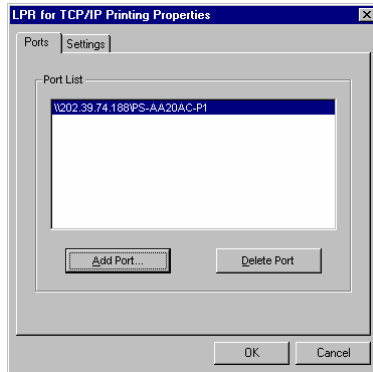 LPR for TCP/IP Printing Properties
Ports
Settings
Port List
\\202.39.74.188\PS-AA20AC-P1
Add Port...
Delete Port
OK
Cancel